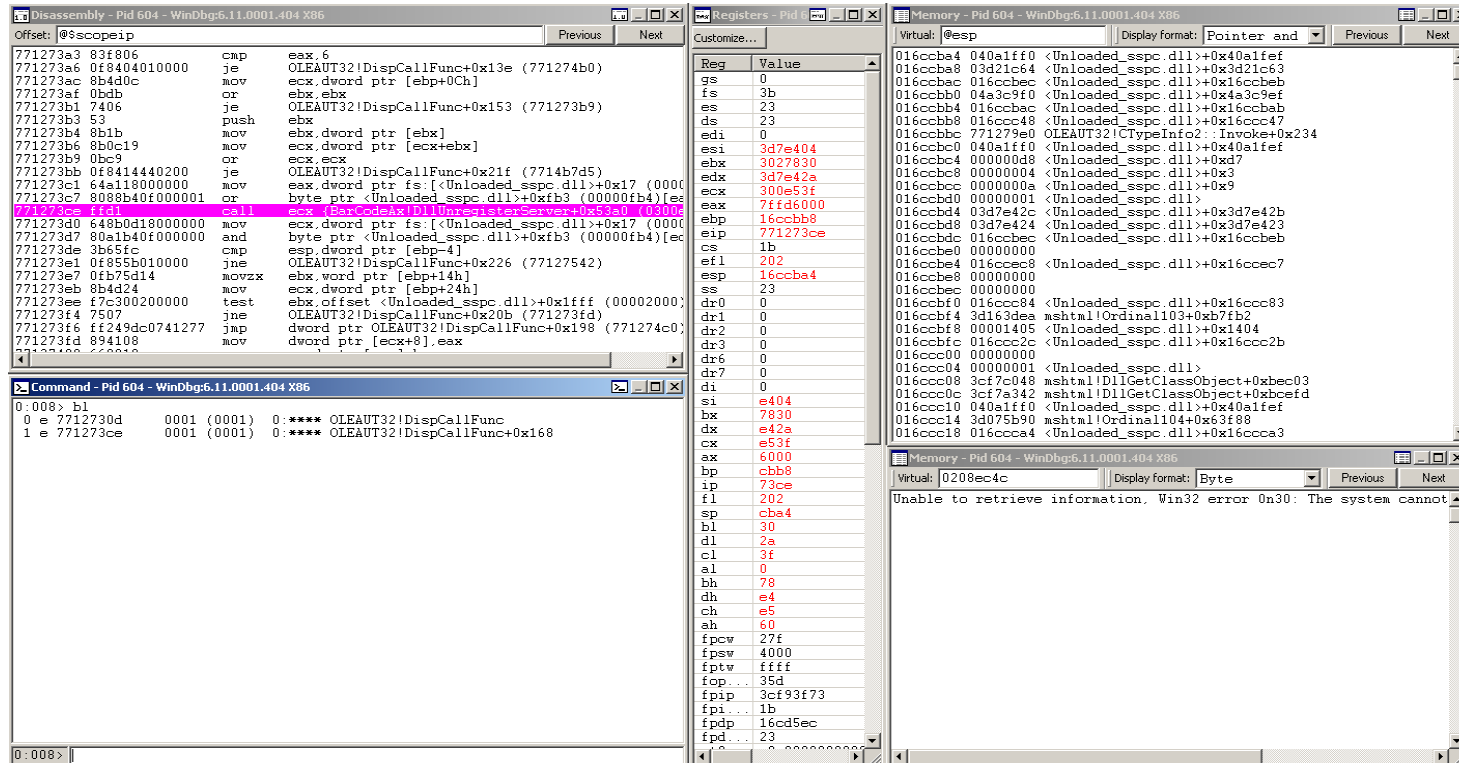 Disassembly - Pid 604 - WinDbg:6.11.0001.404 X86
Offset: @$scopeip Previous Next
771273a3 83f806 cmp eax,6
771273a6 0f8404010000 je OLEAUT32!DispCallFunc+0x13e (771274b0)
771273ac 8b4d0c mov ecx,dword ptr [ebp+0Ch]
771273af 0bdb or ebx,ebx
771273b1 7406 je OLEAUT32!DispCallFunc+0x153 (771273b9)
771273b3 53 push ebx
771273b4 8b1b mov ebx,dword ptr [ebx]
771273b6 8b0c19 mov ecx,dword ptr [ecx+ebx]
771273b9 0bc9 or ecx,ecx
771273bb 0f8414440200 je OLEAUT32!DispCallFunc+0x21f (7714b7d5)
771273c1 64a118000000 mov eax,dword ptr fs:[<Unloaded_sspc.dll>+0x17 (000
771273c7 8088b40f000001 or byte ptr <Unloaded_sspc.dll>+0xfb3 (00000fb4)[ea
771273ce ffd1 call ecx {BarCodeAx!DllUnregisterServer+0x53a0 (0300e
771273d0 648b0d18000000 mov ecx,dword ptr fs:[<Unloaded_sspc.dll>+0x17 (000
771273d7 80a1b40f000000 and byte ptr <Unloaded_sspc.dll>+0xfb3 (00000fb4)[ec
771273de 3b65fc cmp esp,dword ptr [ebp-4]
771273e1 0f855b010000 jne OLEAUT32!DispCallFunc+0x226 (77127542)
771273e7 0fb75d14 movzx ebx,word ptr [ebp+14h]
771273eb 8b4d24 mov ecx,dword ptr [ebp+24h]
771273ee f7c300200000 test ebx,offset <Unloaded_sspc.dll>+0x1fff (00002000)
771273f4 7507 jne OLEAUT32!DispCallFunc+0x20b (771273fd)
771273f6 ff249dc0741277 jmp dword ptr OLEAUT32!DispCallFunc+0x198 (771274c0)
771273fd 894108 mov dword ptr [ecx+8],eax
Command - Pid 604 - WinDbg:6.11.0001.404 X86
0:008> bl
0 e 7712730d 0001 (0001) 0:**** OLEAUT32!DispCallFunc
1 e 771273ce 0001 (0001) 0:**** OLEAUT32!DispCallFunc+0x168
0:008>
Registers - Pid 6
Customize...
Reg Value
gs 0
fs 3b
es 23
ds 23
edi 0
esi 3d7e404
ebx 3027830
edx 3d7e42a
ecx 300e53f
eax 7ffd6000
ebp 16ccbb8
eip 771273ce
cs 1b
efl 202
esp 16ccba4
ss 23
dr0 0
dr1 0
dr2 0
dr3 0
dr6 0
dr7 0
di 0
si e404
bx 7830
dx e42a
cx e53f
ax 6000
bp cbb8
ip 73ce
fl 202
sp cba4
bl 30
dl 2a
cl 3f
al 0
bh 78
dh e4
ch e5
ah 60
fpcw 27f
fpsw 4000
fptw ffff
fop... 35d
fpip 3cf93f73
fpi... 1b
fpdp 16cd5ec
fpd... 23
Memory - Pid 604 - WinDbg:6.11.0001.404 X86
Virtual: @esp Display format: Pointer and Previous Next
016ccba4 040a1ff0 <Unloaded_sspc.dll>+0x40a1fef
016ccba8 03d21c64 <Unloaded_sspc.dll>+0x3d21c63
016ccbac 016ccbec <Unloaded_sspc.dll>+0x16ccbeb
016ccbb0 04a3c9f0 <Unloaded_sspc.dll>+0x4a3c9ef
016ccbb4 016ccbac <Unloaded_sspc.dll>+0x16ccbab
016ccbb8 016ccc48 <Unloaded_sspc.dll>+0x16ccc47
016ccbbc 771279e0 OLEAUT32!CTypeInfo2::Invoke+0x234
016ccbc0 040a1ff0 <Unloaded_sspc.dll>+0x40a1fef
016ccbc4 000000d8 <Unloaded_sspc.dll>+0xd7
016ccbc8 00000004 <Unloaded_sspc.dll>+0x3
016ccbcc 0000000a <Unloaded_sspc.dll>+0x9
016ccbd0 00000001 <Unloaded_sspc.dll>
016ccbd4 03d7e42c <Unloaded_sspc.dll>+0x3d7e42b
016ccbd8 03d7e424 <Unloaded_sspc.dll>+0x3d7e423
016ccbdc 016ccbec <Unloaded_sspc.dll>+0x16ccbeb
016ccbe0 00000000
016ccbe4 016ccec8 <Unloaded_sspc.dll>+0x16ccec7
016ccbe8 00000000
016ccbec 00000000
016ccbf0 016ccc84 <Unloaded_sspc.dll>+0x16ccc83
016ccbf4 3d163dea mshtml!Ordinal103+0xb7fb2
016ccbf8 00001405 <Unloaded_sspc.dll>+0x1404
016ccbfc 016ccc2c <Unloaded_sspc.dll>+0x16ccc2b
016ccc00 00000000
016ccc04 00000001 <Unloaded_sspc.dll>
016ccc08 3cf7c048 mshtml!DllGetClassObject+0xbec03
016ccc0c 3cf7a342 mshtml!DllGetClassObject+0xbcefd
016ccc10 040a1ff0 <Unloaded_sspc.dll>+0x40a1fef
016ccc14 3d075b90 mshtml!Ordinal104+0x63f88
016ccc18 016ccca4 <Unloaded_sspc.dll>+0x16ccca3
Memory - Pid 604 - WinDbg:6.11.0001.404 X86
Virtual: 0208ec4c Display format: Byte Previous Next
Unable to retrieve information, Win32 error 0n30: The system cannot